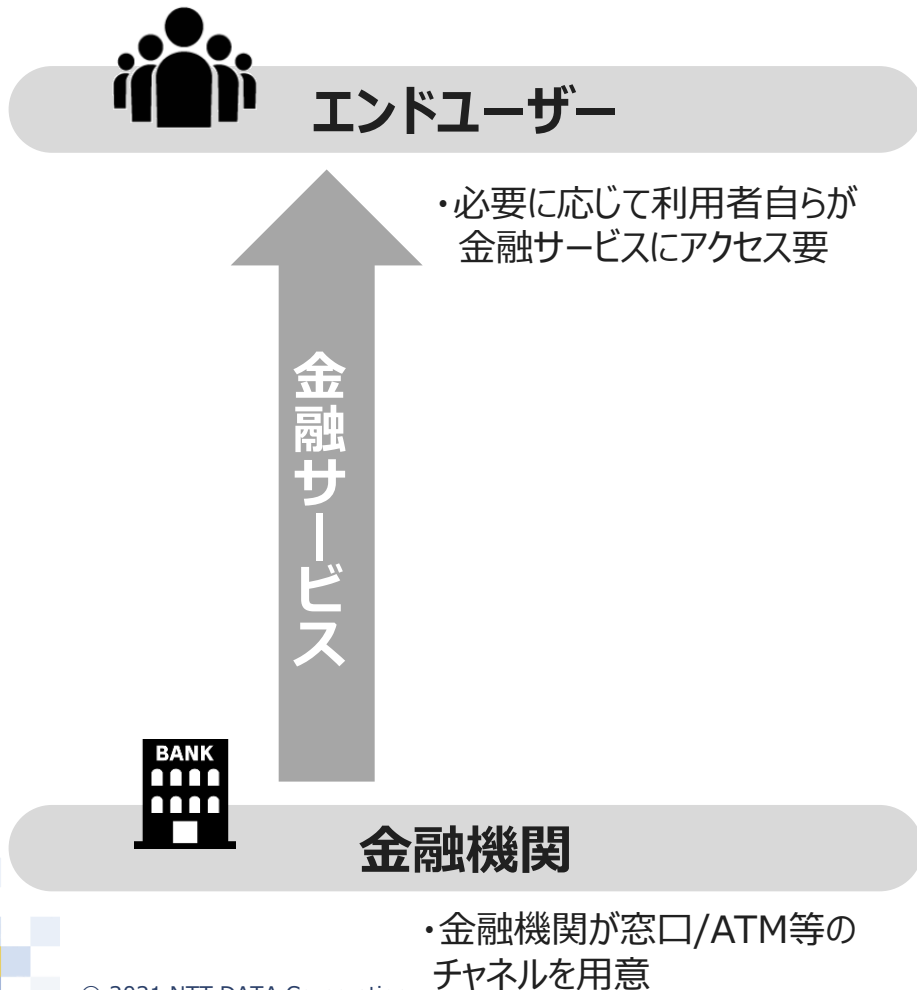 エンドユーザー
・必要に応じて利用者自らが
金融サービスにアクセス要
金融サービス
BANK
金融機関
・金融機関が窓口/ATM等の
チャネルを用意
© 2021 NTT DATA